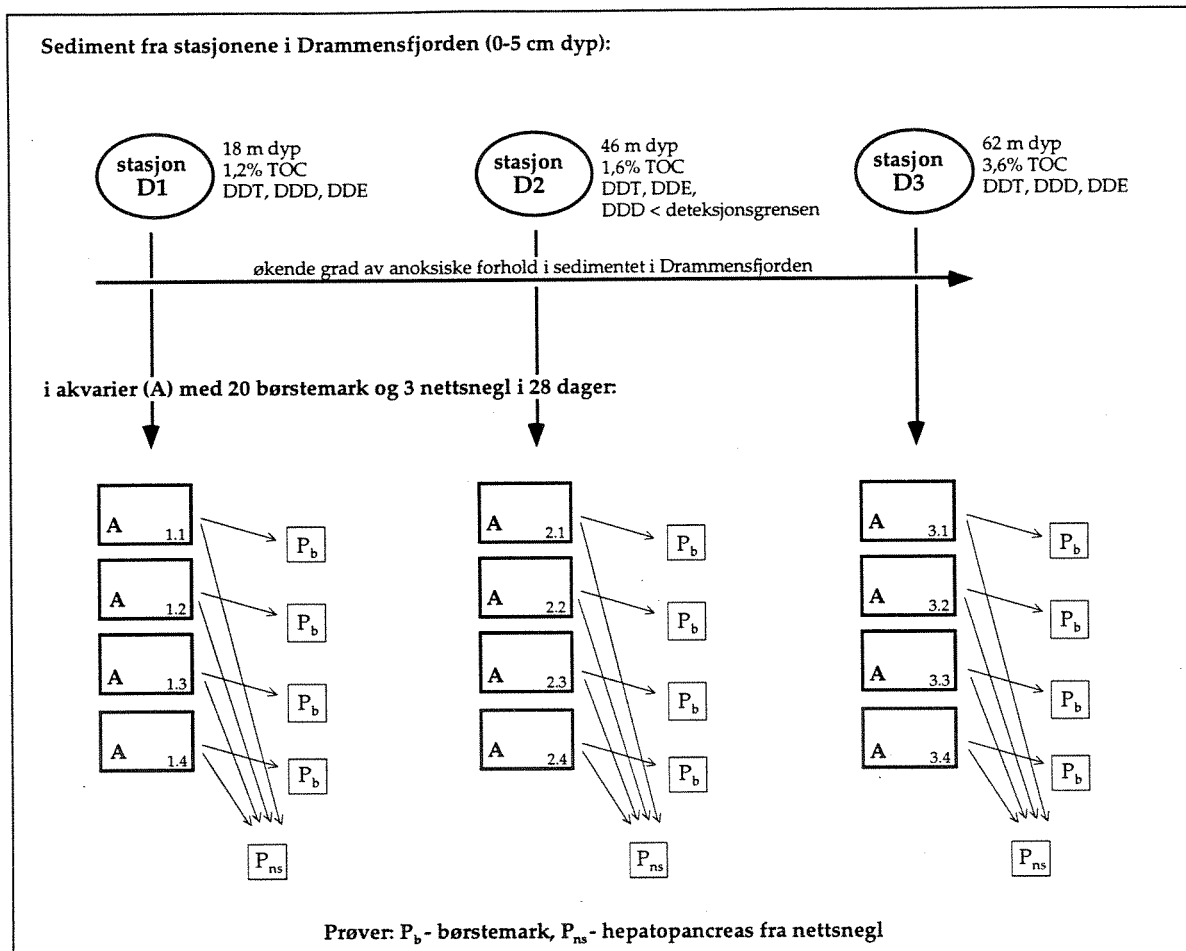 Sediment fra stasjonene i Drammensfjorden (0-5 cm dyp):
stasjon
D1
18 m dyp
1,2% TOC
DDT, DDD, DDE
stasjon
D2
46 m dyp
1,6% TOC
DDT, DDE,
DDD < deteksjonsgrensen
stasjon
D3
62 m dyp
3,6% TOC
DDT, DDD, DDE
økende grad av anoksiske forhold i sedimentet i Drammensfjorden
i akvarier (A) med 20 børstemark og 3 nettsnegl i 28 dager:
A 1.1
P_b
A 1.2
P_b
A 1.3
P_b
A 1.4
P_b
P_ns
A 2.1
P_b
A 2.2
P_b
A 2.3
P_b
A 2.4
P_b
P_ns
A 3.1
P_b
A 3.2
P_b
A 3.3
P_b
A 3.4
P_b
P_ns
Prøver: P_b - børstemark, P_ns - hepatopancreas fra nettsnegl